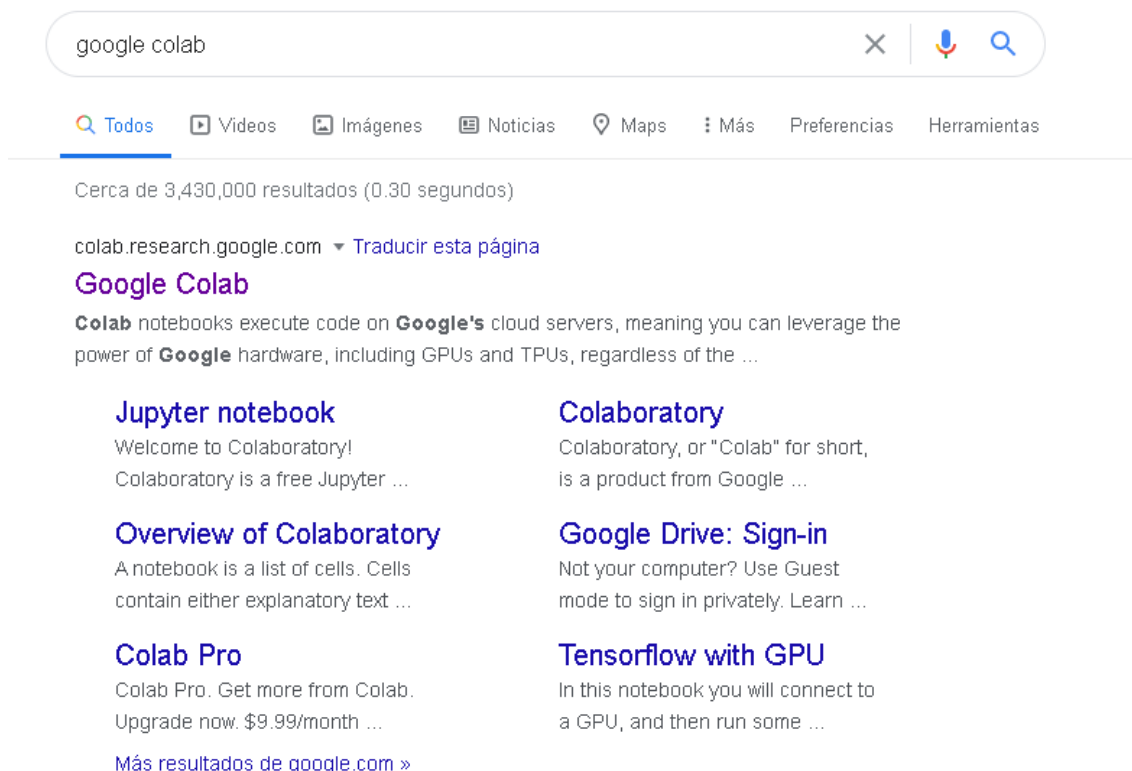 google colab
Todos Videos Imágenes Noticias Maps Más Preferencias Herramientas
Cerca de 3,430,000 resultados (0.30 segundos)
colab.research.google.com Traducir esta página
Google Colab
Colab notebooks execute code on Google's cloud servers, meaning you can leverage the
power of Google hardware, including GPUs and TPUs, regardless of the ...
Jupyter notebook
Welcome to Colaboratory!
Colaboratory is a free Jupyter ...
Colaboratory
Colaboratory, or "Colab" for short,
is a product from Google ...
Overview of Colaboratory
A notebook is a list of cells. Cells
contain either explanatory text ...
Google Drive: Sign-in
Not your computer? Use Guest
mode to sign in privately. Learn ...
Colab Pro
Colab Pro. Get more from Colab.
Upgrade now. $9.99/month ...
Tensorflow with GPU
In this notebook you will connect to
a GPU, and then run some ...
Más resultados de google.com »